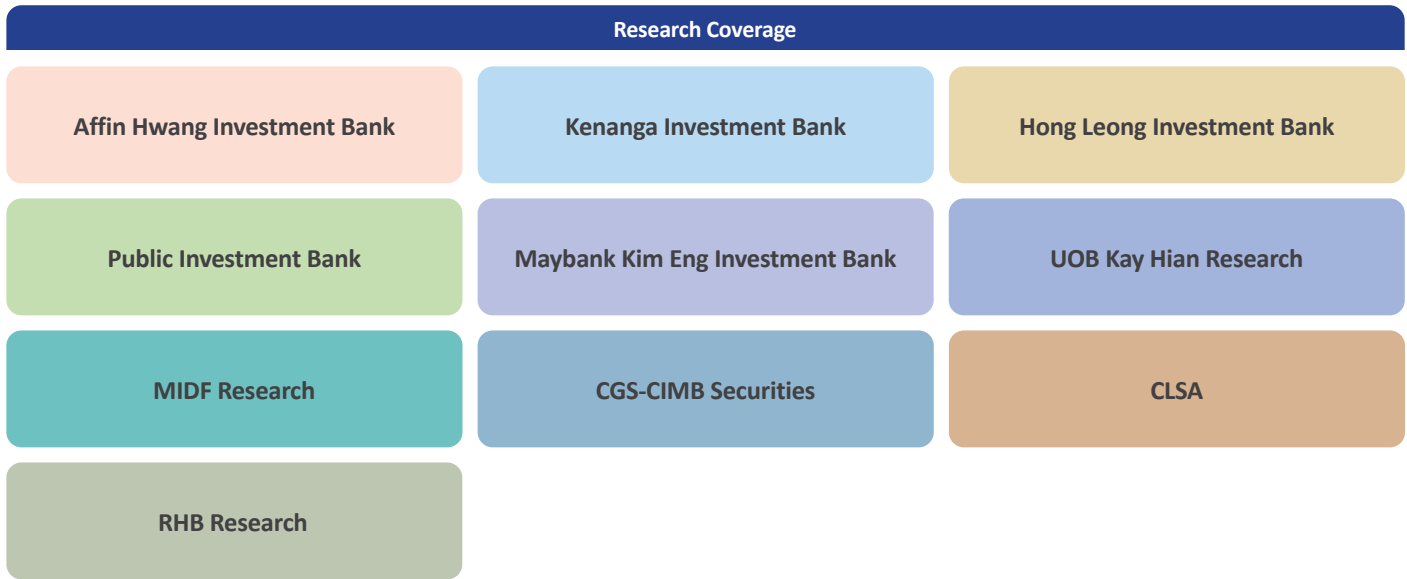 Research Coverage
Affin Hwang Investment Bank
Kenanga Investment Bank
Hong Leong Investment Bank
Public Investment Bank
Maybank Kim Eng Investment Bank
UOB Kay Hian Research
MIDF Research
CGS-CIMB Securities
CLSA
RHB Research